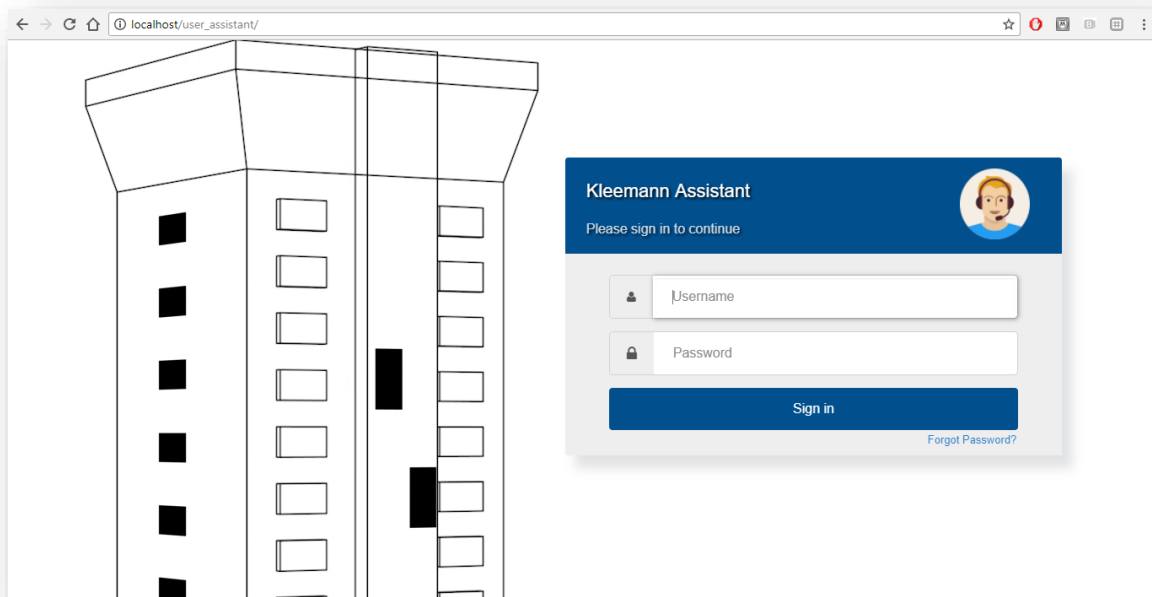 localhost/user_assistant/
Kleemann Assistant
Please sign in to continue
Username
Password
Sign in
Forgot Password?